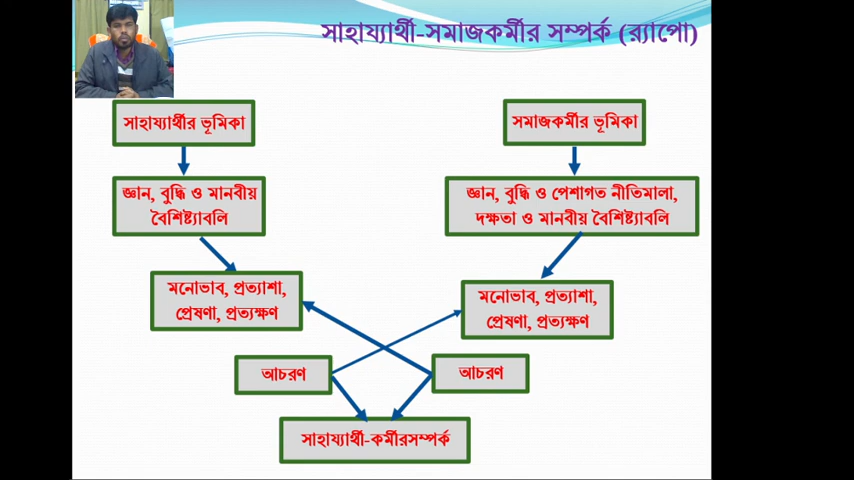 সাহায্যার্থী-সমাজকর্মীর সম্পর্ক (র‍্যাপো)
সাহায্যার্থীর ভূমিকা
সমাজকর্মীর ভূমিকা
জ্ঞান, বুদ্ধি ও মানবীয়
বৈশিষ্ট্যাবলি
জ্ঞান, বুদ্ধি ও পেশাগত নীতিমালা,
দক্ষতা ও মানবীয় বৈশিষ্ট্যাবলি
মনোভাব, প্রত্যাশা,
প্রেষণা, প্রত্যক্ষণ
মনোভাব, প্রত্যাশা,
প্রেষণা, প্রত্যক্ষণ
আচরণ
আচরণ
সাহায্যার্থী-কর্মীরসম্পর্ক